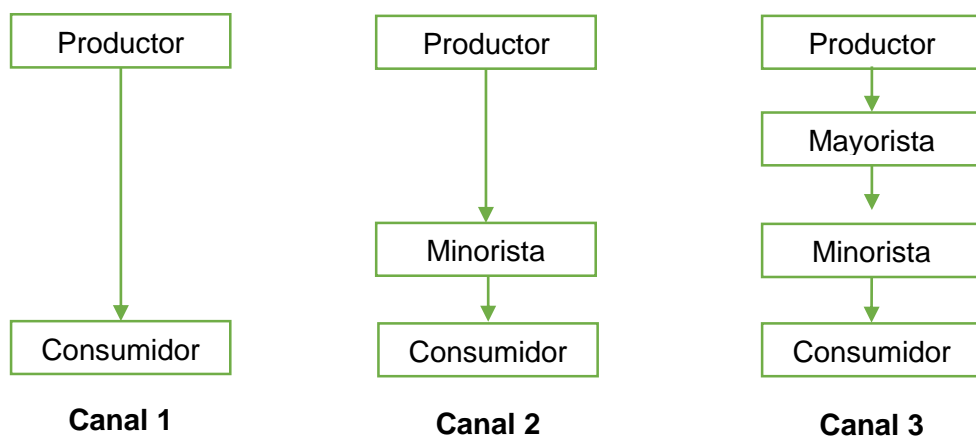 Productor
Productor
Productor
Mayorista
Minorista
Minorista
Consumidor
Consumidor
Consumidor
Canal 1
Canal 2
Canal 3